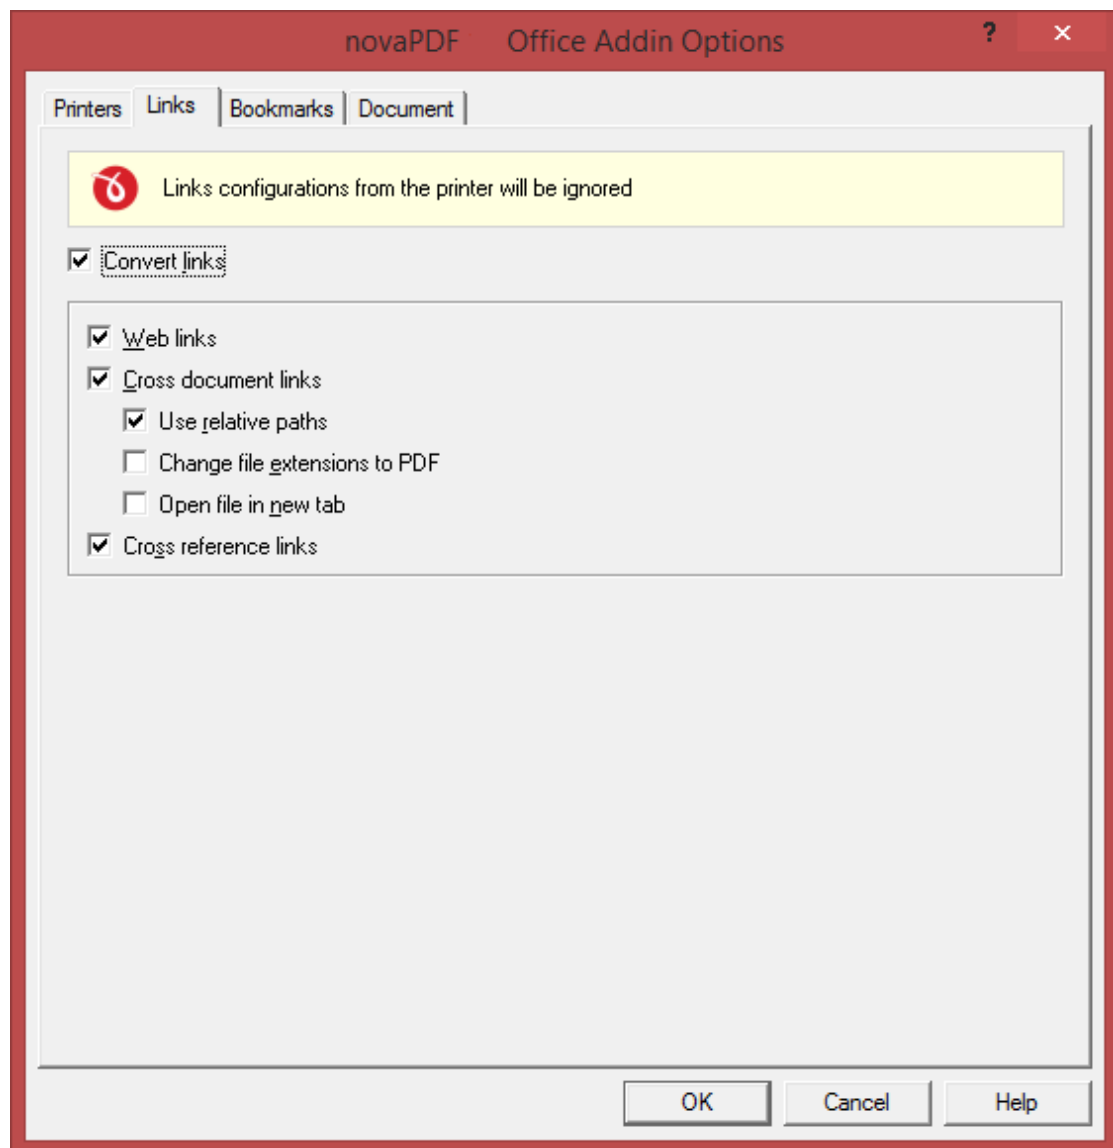 novaPDF Office Addin Options ?
Printers Links Bookmarks Document
Links configurations from the printer will be ignored
Convert links
Web links
Cross document links
Use relative paths
Change file extensions to PDF
Open file in new tab
Cross reference links
OK Cancel Help